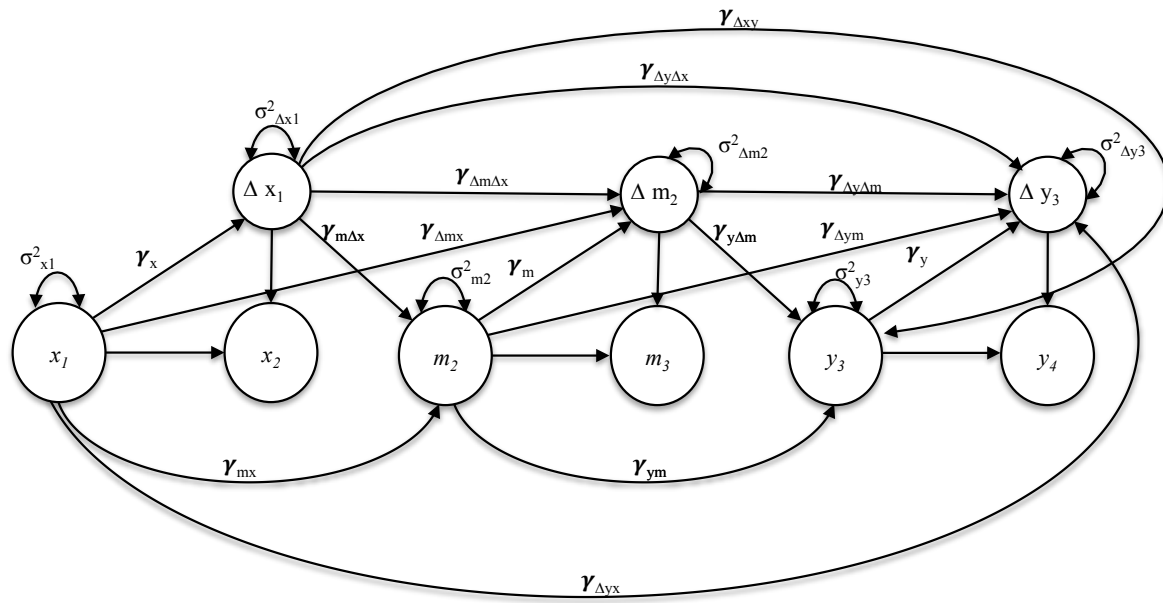 γΔxy
γΔyΔx
σ²Δx1
σ²Δm2
σ²Δy3
Δ x₁
γΔmΔx
Δ m₂
γΔyΔm
Δ y₃
γx
γmΔx
γΔmx
γm
γyΔm
γΔym
γy
σ²x1
σ²m2
σ²y3
x₁
x₂
m₂
m₃
y₃
y₄
γmx
γym
γΔyx